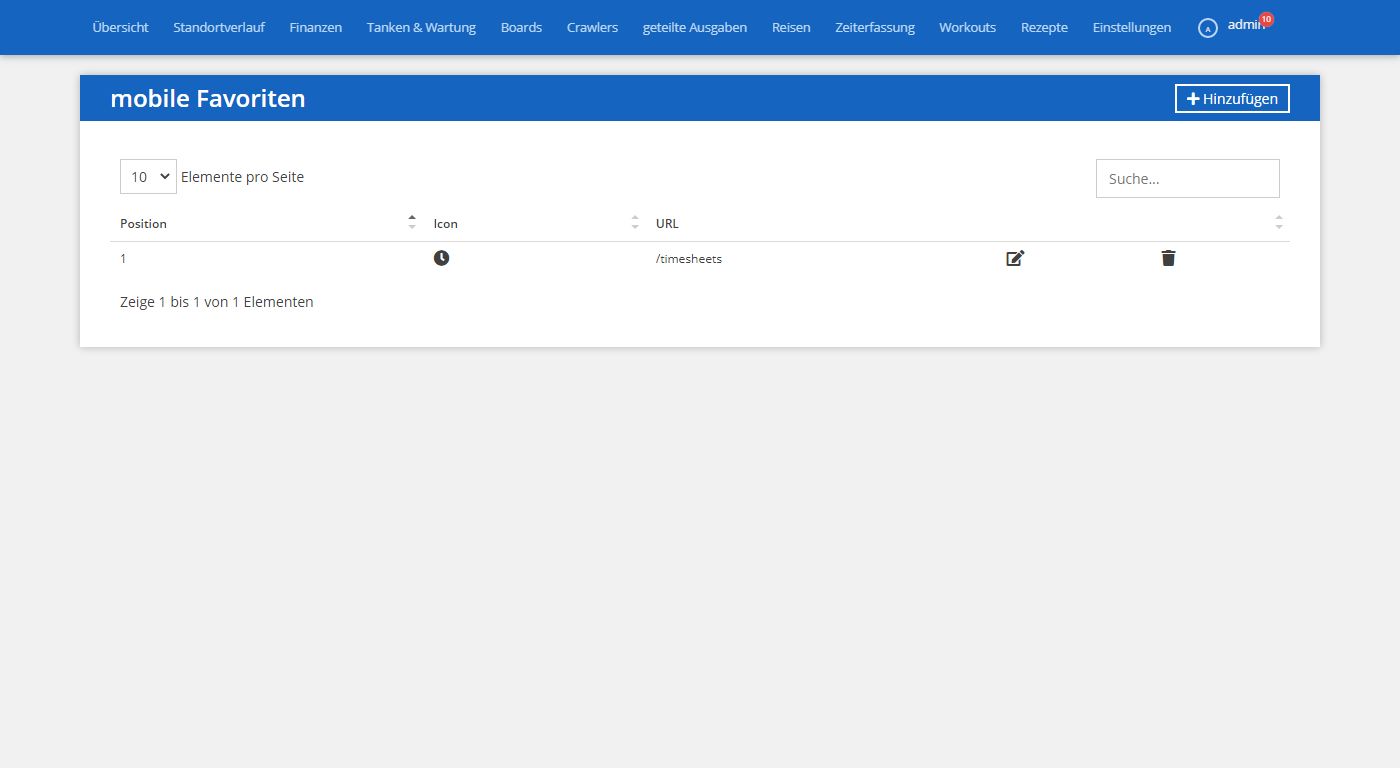 Übersicht Standortverlauf Finanzen Tanken & Wartung Boards Crawlers geteilte Ausgaben Reisen Zeiterfassung Workouts Rezepte Einstellungen A admin 10
mobile Favoriten Hinzufügen
10 Elemente pro Seite Suche...
Position Icon URL
1 /timesheets
Zeige 1 bis 1 von 1 Elementen